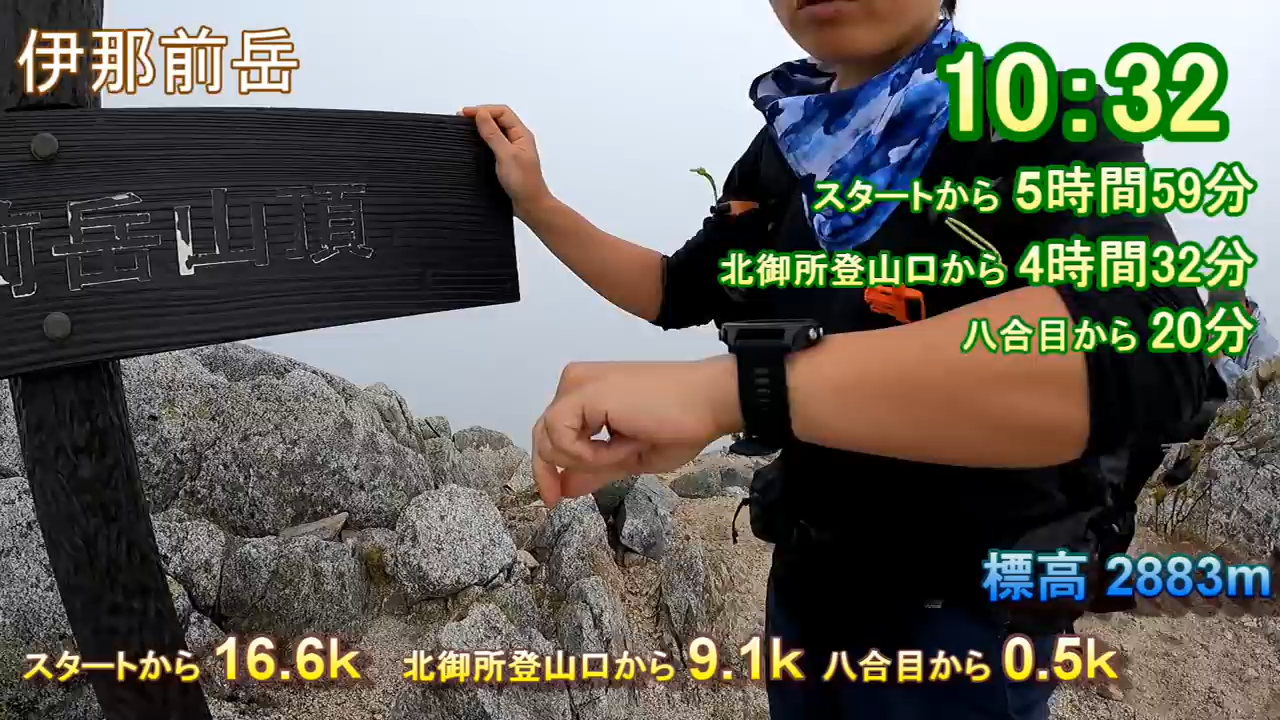 伊那前岳
10:32
前岳山頂
スタートから 5時間59分
北御所登山口から 4時間32分
八合目から 20分
標高 2883m
スタートから 16.6k 北御所登山口から 9.1k 八合目から 0.5k